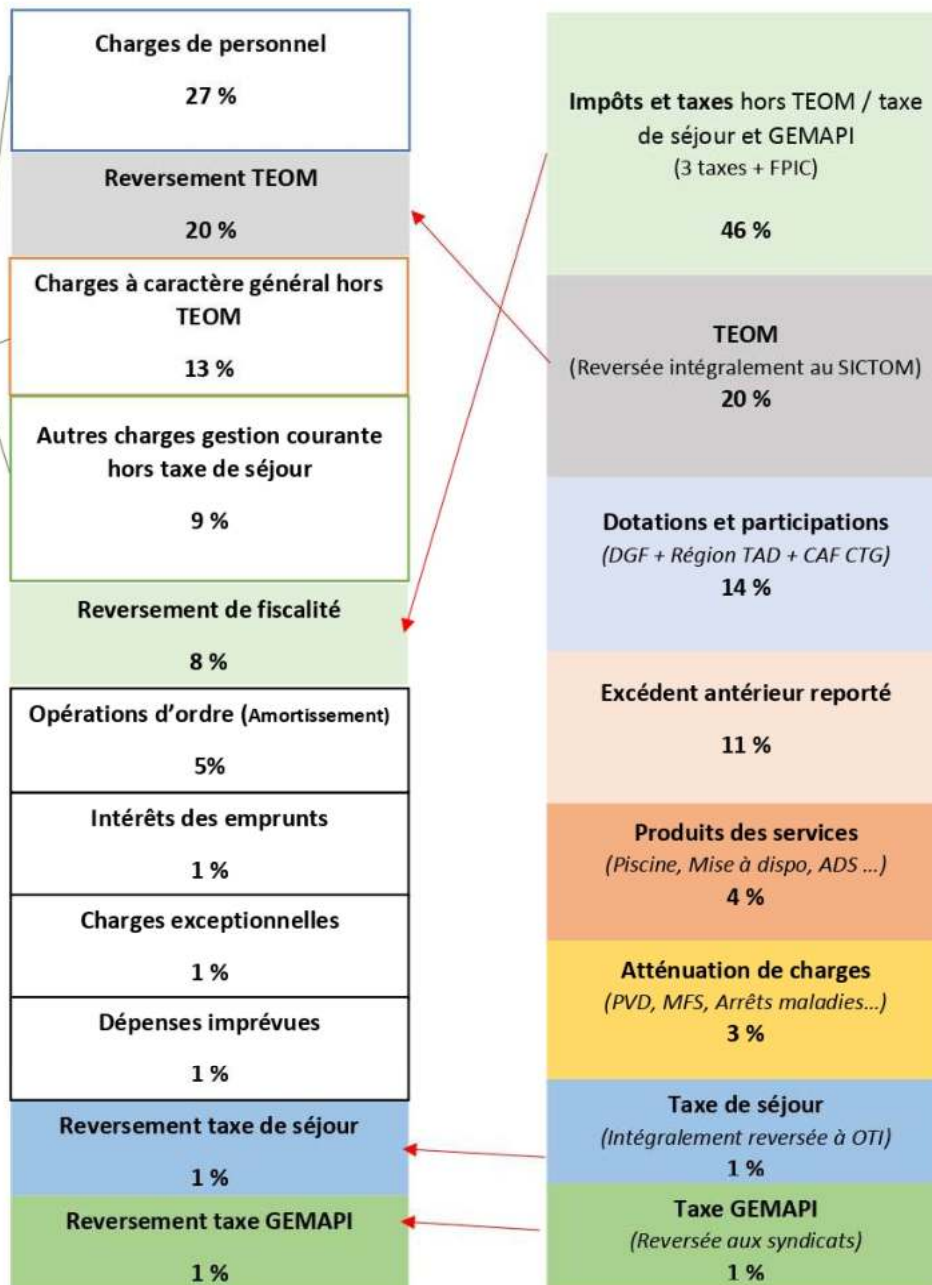 Charges de personnel
27 %
Reversement TEOM
20 %
Charges à caractère général hors
TEOM
13 %
Autres charges gestion courante
hors taxe de séjour
9 %
Reversement de fiscalité
8 %
Opérations d’ordre (Amortissement)
5%
Intérêts des emprunts
1 %
Charges exceptionnelles
1 %
Dépenses imprévues
1 %
Reversement taxe de séjour
1 %
Reversement taxe GEMAPI
1 %
Impôts et taxes hors TEOM / taxe
de séjour et GEMAPI
(3 taxes + FPIC)
46 %
TEOM
(Reversée intégralement au SICTOM)
20 %
Dotations et participations
(DGF + Région TAD + CAF CTG)
14 %
Excédent antérieur reporté
11 %
Produits des services
(Piscine, Mise à dispo, ADS ...)
4 %
Atténuation de charges
(PVD, MFS, Arrêts maladies...)
3 %
Taxe de séjour
(Intégralement reversée à OTI)
1 %
Taxe GEMAPI
(Reversée aux syndicats)
1 %